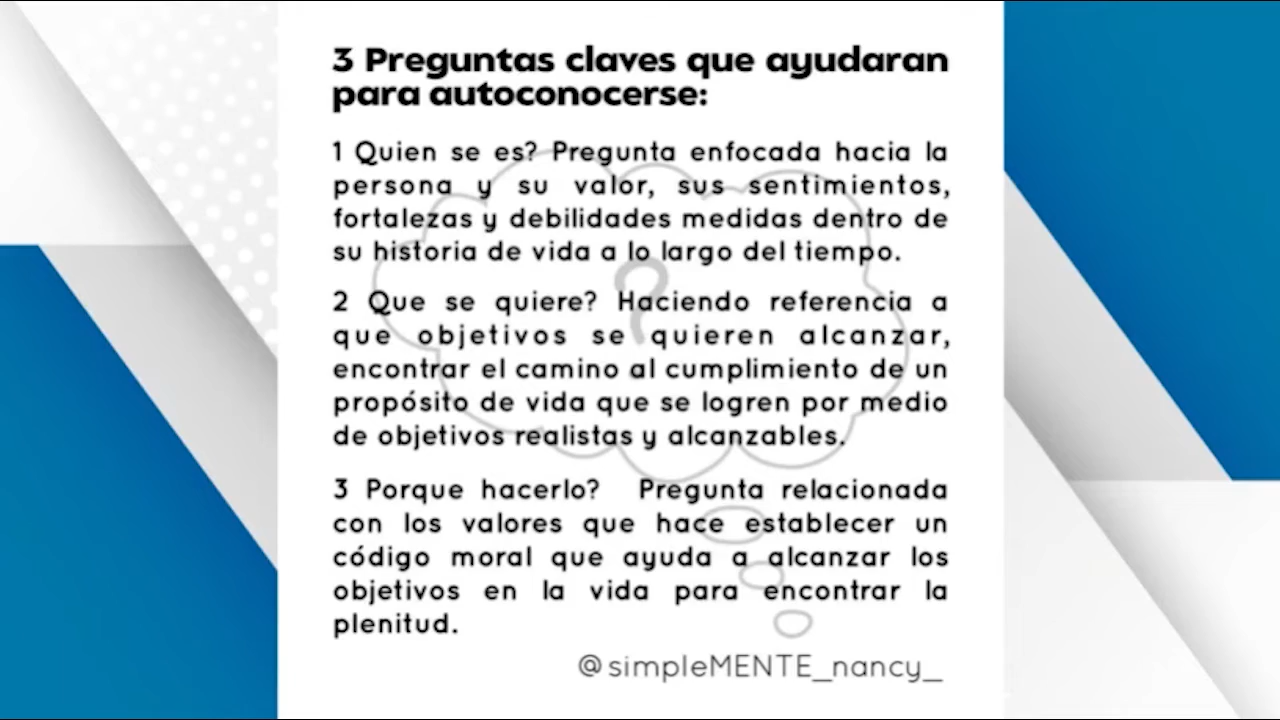 3 Preguntas claves que ayudaran
para autoconocerse:
1 Quien se es? Pregunta enfocada hacia la
persona y su valor, sus sentimientos,
fortalezas y debilidades medidas dentro de
su historia de vida a lo largo del tiempo.
2 Que se quiere? Haciendo referencia a
que objetivos se quieren alcanzar,
encontrar el camino al cumplimiento de un
propósito de vida que se logren por medio
de objetivos realistas y alcanzables.
3 Porque hacerlo? Pregunta relacionada
con los valores que hace establecer un
código moral que ayuda a alcanzar los
objetivos en la vida para encontrar la
plenitud.
@simpleMENTE_nancy_